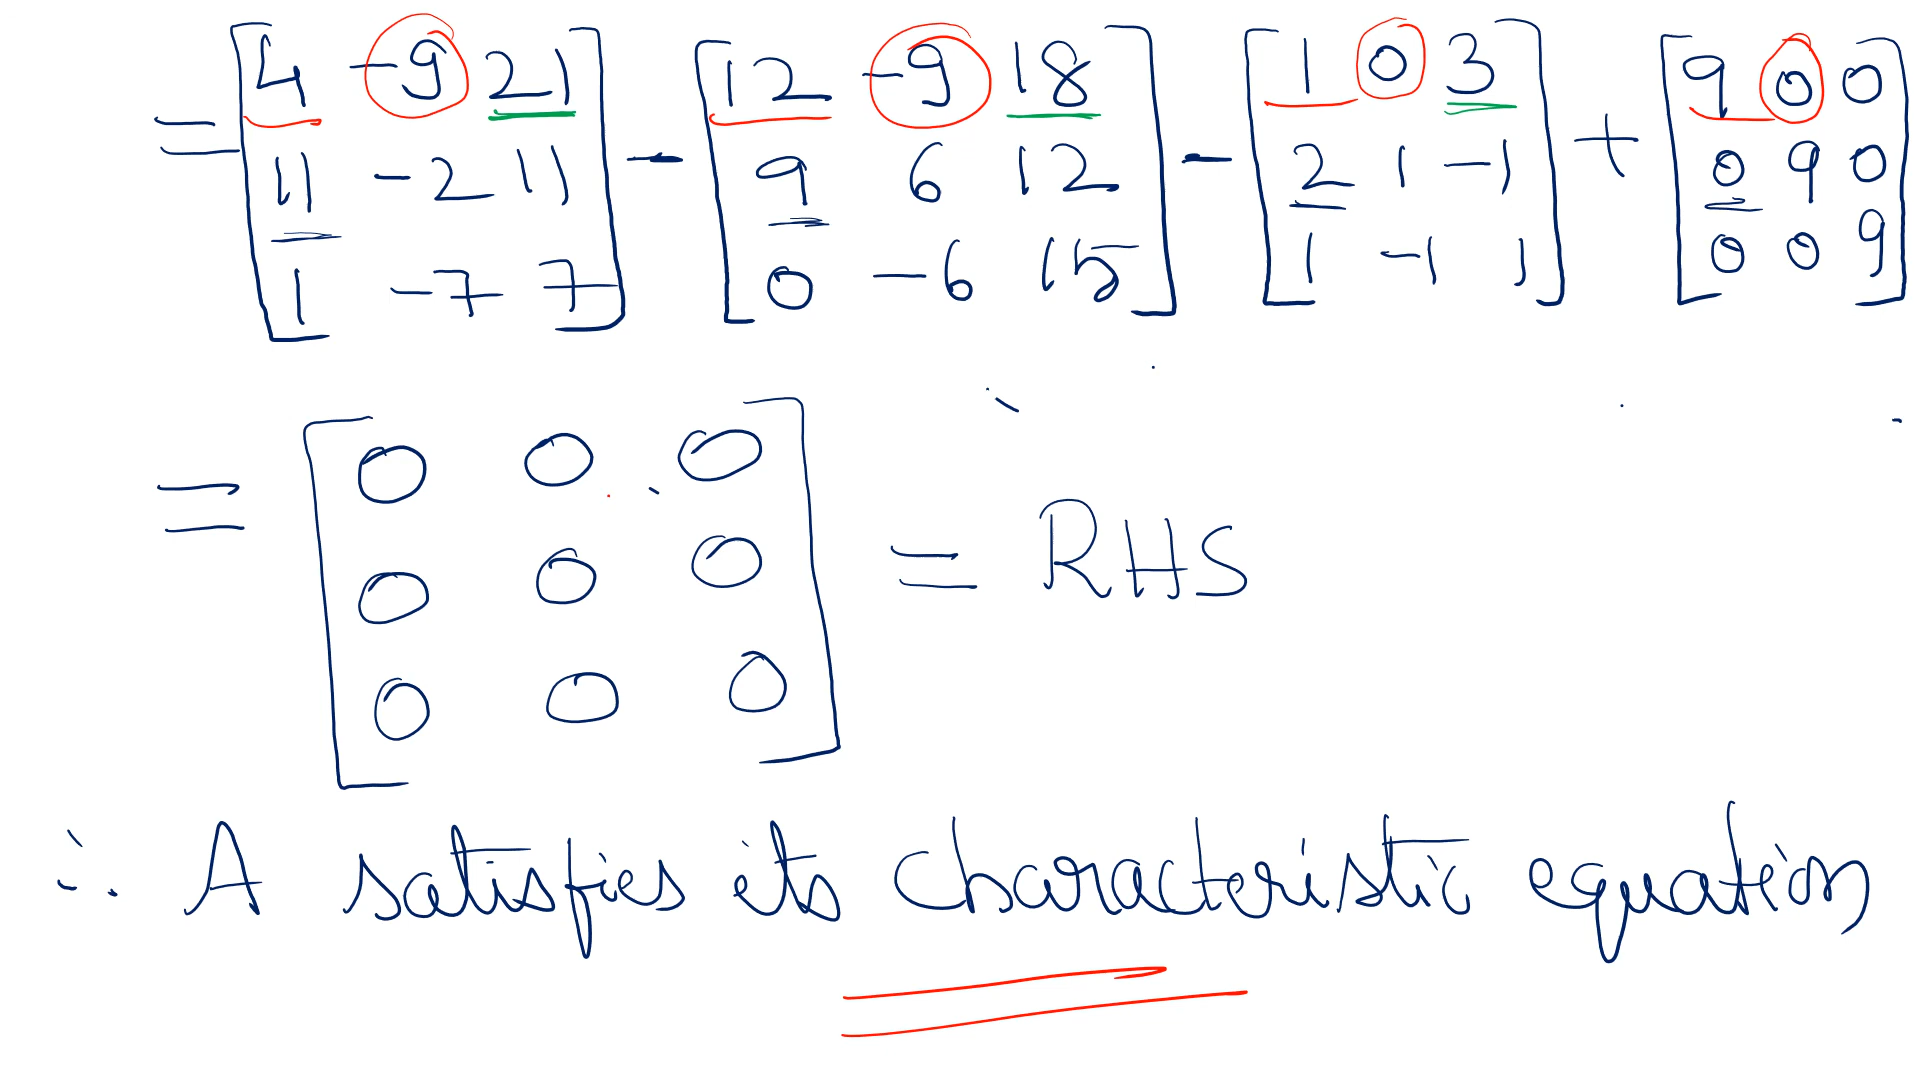 = [4 -9 21] - [12 -9 18] - [1 0 3] + [9 0 0]
[11 -2 11] [9 6 12] [2 1 -1] [0 9 0]
[1 -7 7] [0 -6 15] [1 -1 1] [0 0 9]
= [0 0 0]
[0 0 0] = RHS
[0 0 0]
∴ A satisfies its characteristic equation